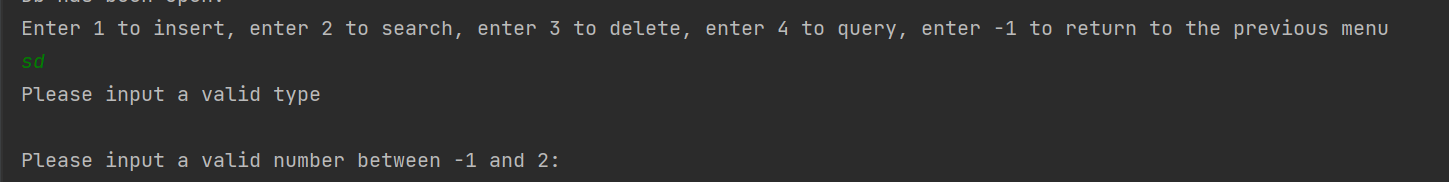 Enter 1 to insert, enter 2 to search, enter 3 to delete, enter 4 to query, enter -1 to return to the previous menu
sd
Please input a valid type
Please input a valid number between -1 and 2: